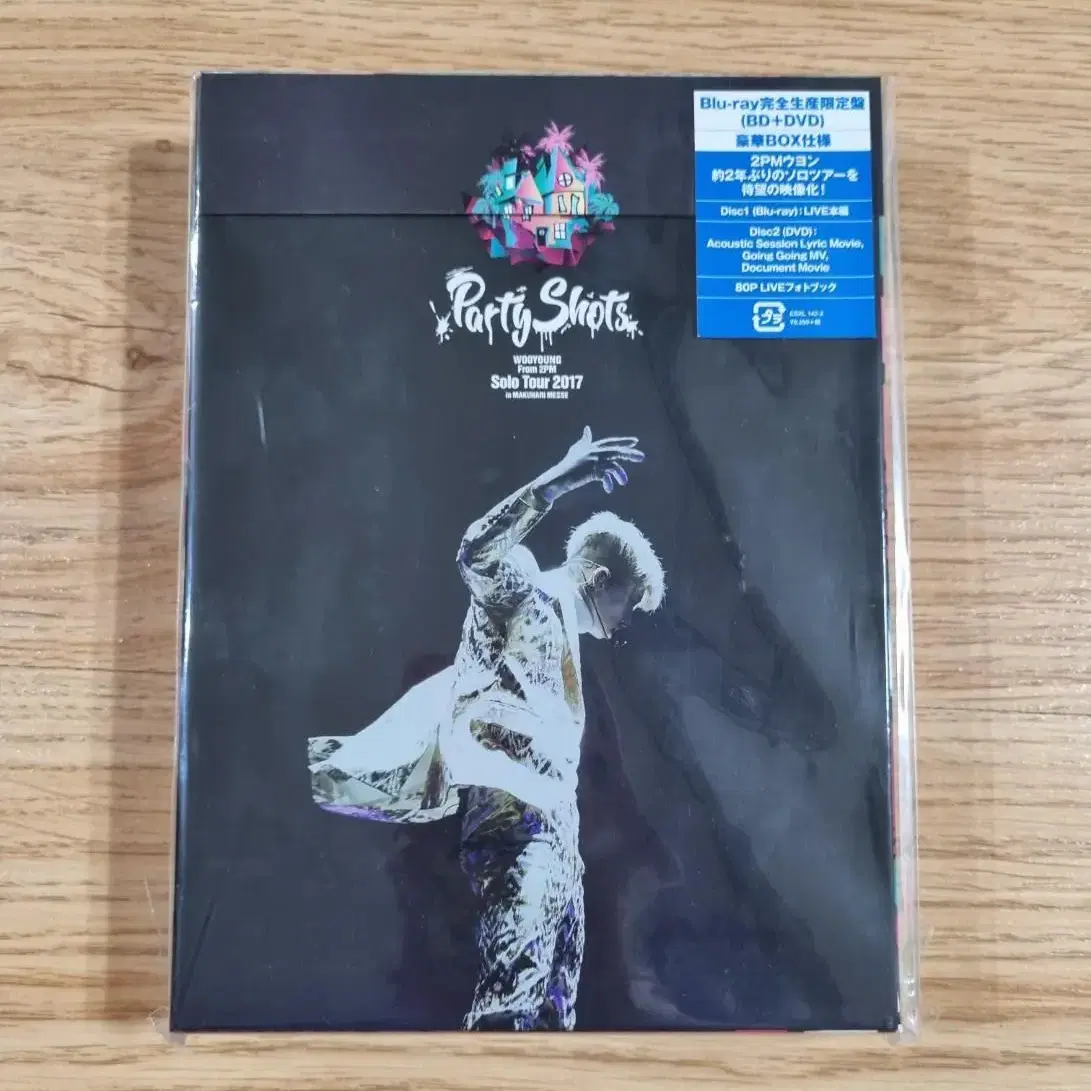 Blu-ray完全生産限定盤
(BD+DVD)
豪華BOX仕様
2PMウヨン
約2年ぶりのソロツアーを
待望の映像化!
Disc1 (Blu-ray):LIVE本編
Disc2 (DVD):
Acoustic Session Lyric Movie,
Going Going MV,
Document Movie
80P LIVEフォトブック
Party Shots
WOOYOUNG
From 2PM
Solo Tour 2017
in MAKUHARI MESSE